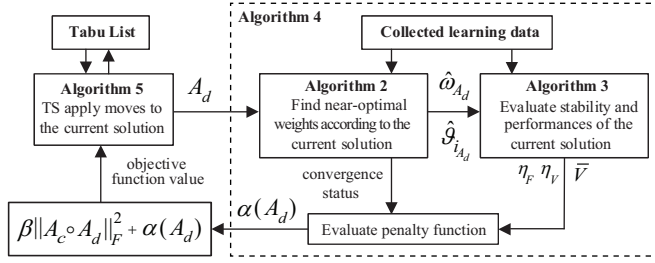 Algorithm 4
Tabu List
Collected learning data
Algorithm 5
TS apply moves to
the current solution
A_d
Algorithm 2
Find near-optimal
weights according to the
current solution
ω̂_{A_d}
ϑ̂_{i_{A_d}}
Algorithm 3
Evaluate stability and
performances of the
current solution
objective
function value
convergence
status
η_F η_V V̄
β||A_c∘A_d||_F^2 + α(A_d)
α(A_d)
Evaluate penalty function